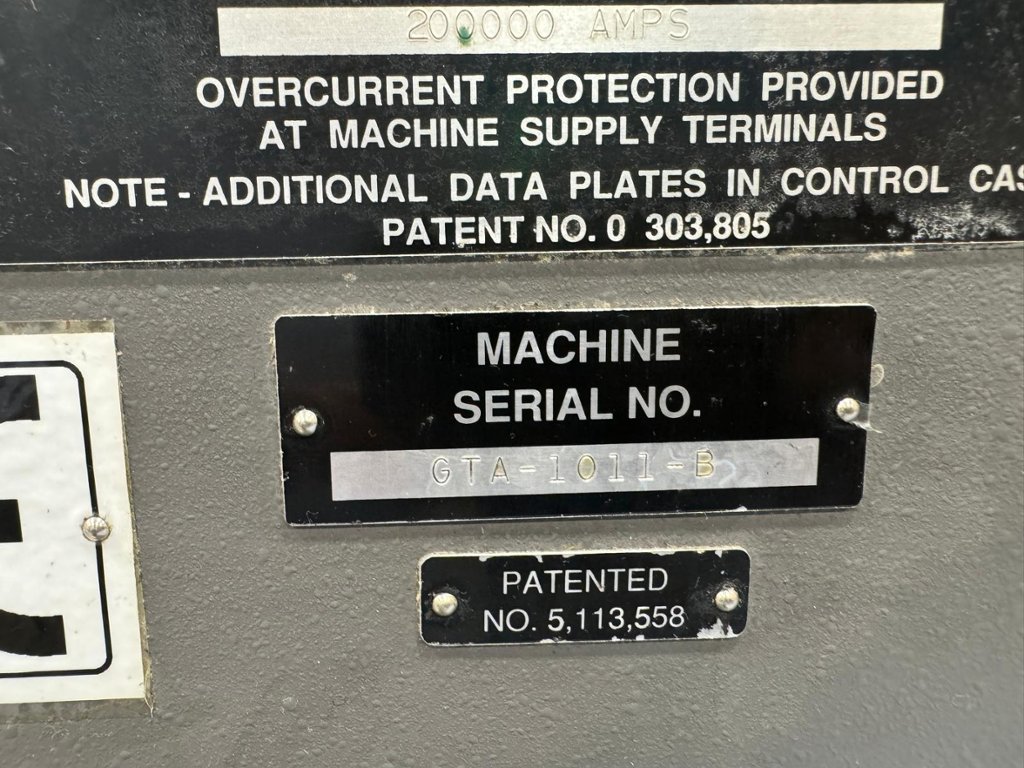 200000 AMPS
OVERCURRENT PROTECTION PROVIDED
AT MACHINE SUPPLY TERMINALS
NOTE - ADDITIONAL DATA PLATES IN CONTROL CAS
PATENT NO. 0 303,805
MACHINE
SERIAL NO.
GTA-1011-B
PATENTED
NO. 5,113,558